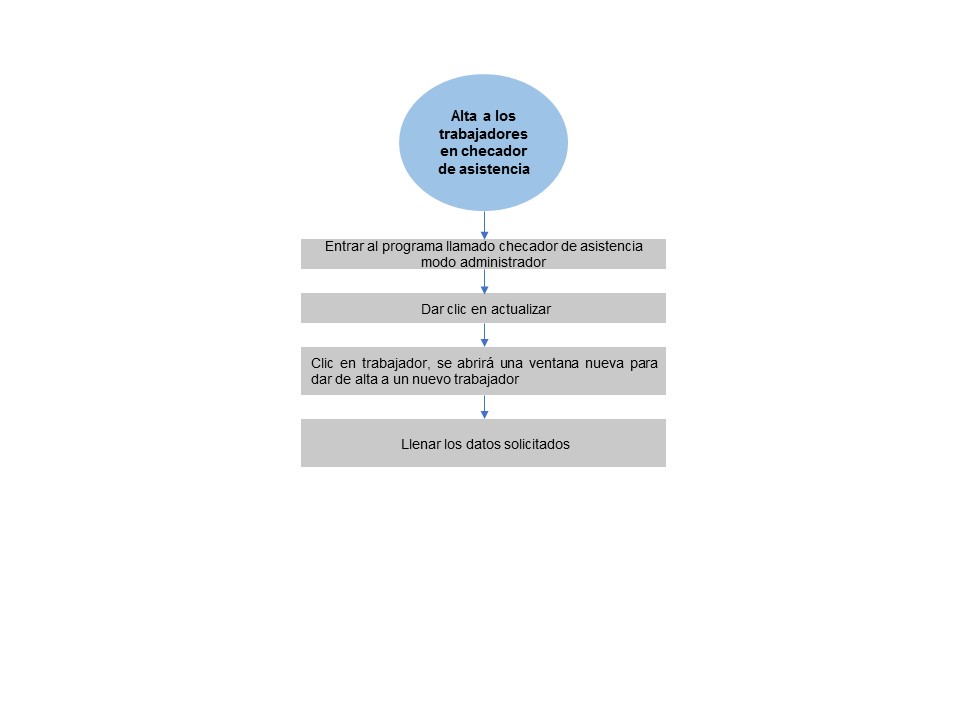 Alta a los
trabajadores
en checador
de asistencia
Entrar al programa llamado checador de asistencia
modo administrador
Dar clic en actualizar
Clic en trabajador, se abrirá una ventana nueva para
dar de alta a un nuevo trabajador
Llenar los datos solicitados